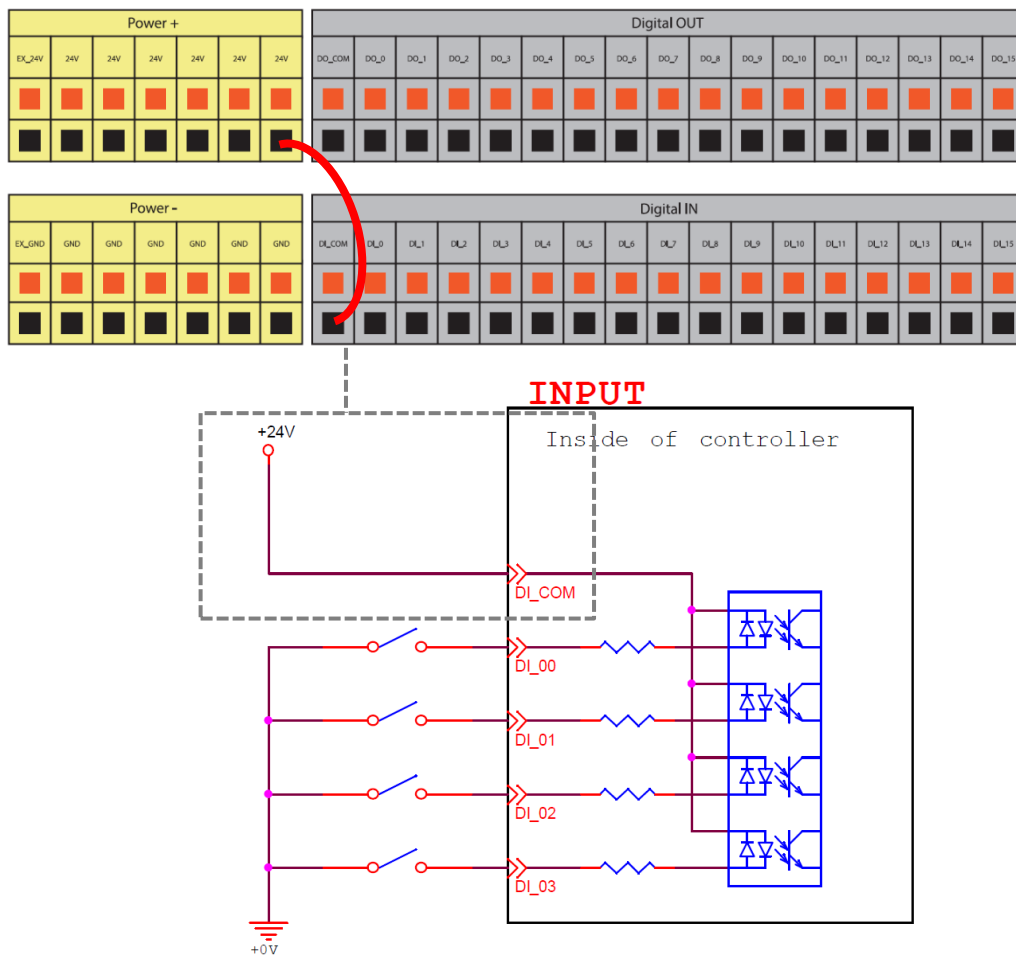 Power + Digital OUT
EX_24V 24V 24V 24V 24V 24V 24V DO_COM DO_0 DO_1 DO_2 DO_3 DO_4 DO_5 DO_6 DO_7 DO_8 DO_9 DO_10 DO_11 DO_12 DO_13 DO_14 DO_15
Power - Digital IN
EX_GND GND GND GND GND GND GND DI_COM DI_0 DI_1 DI_2 DI_3 DI_4 DI_5 DI_6 DI_7 DI_8 DI_9 DI_10 DI_11 DI_12 DI_13 DI_14 DI_15
INPUT
+24V
Inside of controller
DI_COM
DI_00
DI_01
DI_02
DI_03
+0V